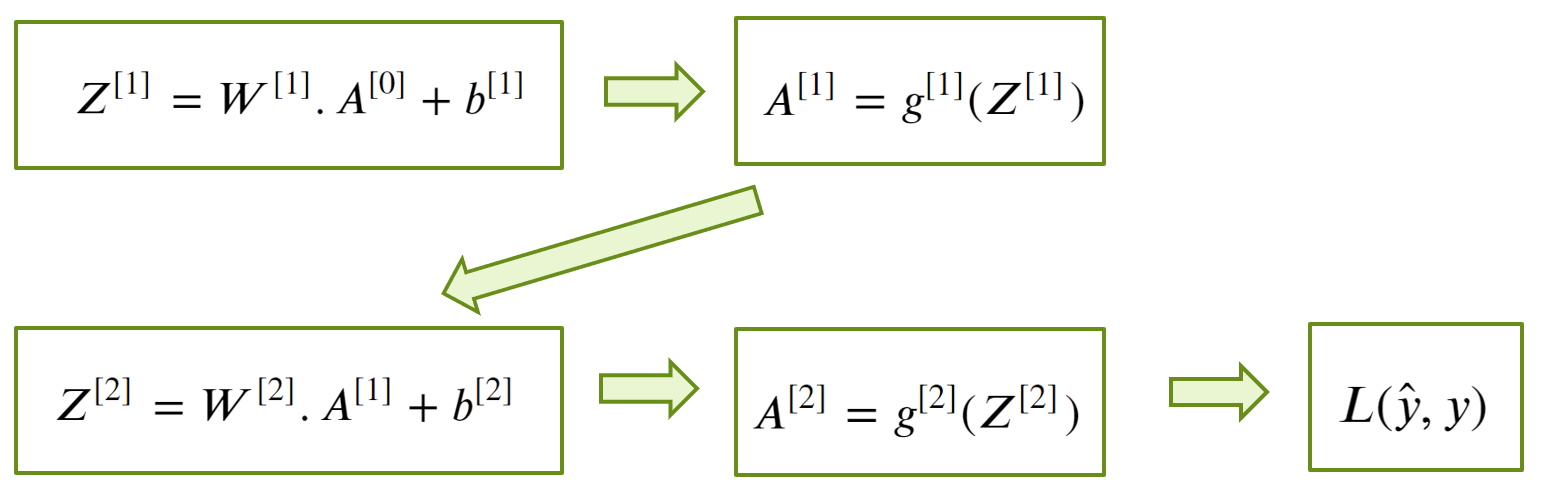 Z^[1] = W^[1]. A^[0] + b^[1]
A^[1] = g^[1](Z^[1])
Z^[2] = W^[2]. A^[1] + b^[2]
A^[2] = g^[2](Z^[2])
L(ŷ, y)